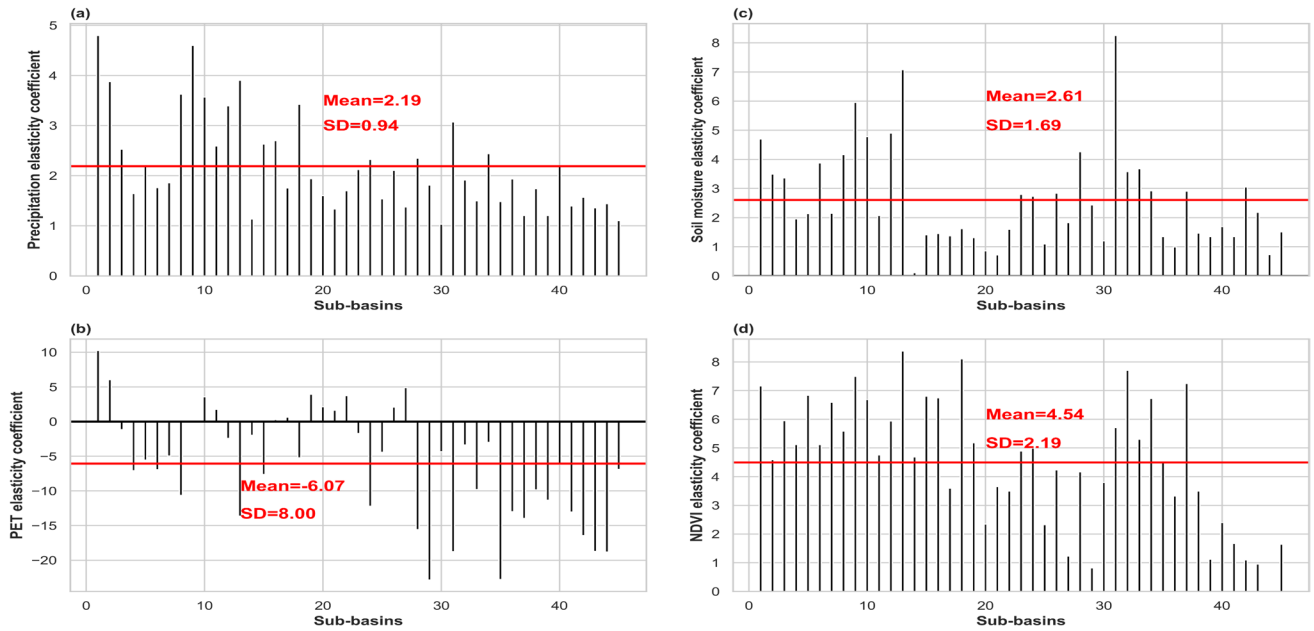 (a)
Precipitation elasticity coefficient
5
4
3
2
1
0
Mean=2.19
SD=0.94
0 10 20 30 40
Sub-basins
(b)
PET elasticity coefficient
10
5
0
−5
−10
−15
−20
Mean=-6.07
SD=8.00
0 10 20 30 40
Sub-basins
(c)
Soil moisture elasticity coefficient
8
7
6
5
4
3
2
1
0
Mean=2.61
SD=1.69
0 10 20 30 40
Sub-basins
(d)
NDVI elasticity coefficient
8
7
6
5
4
3
2
1
0
Mean=4.54
SD=2.19
0 10 20 30 40
Sub-basins